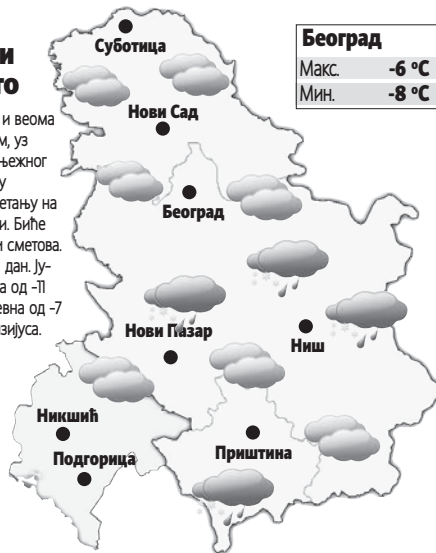 и
то
и веома
м, уз
њежног
у
етању на
и. Биће
и сметова.
дан. Ју-
а од -11
евна од -7
зијуса.
Београд
Макс. -6 °C
Мин. -8 °C
Суботица
Нови Сад
Београд
Нови Пазар
Ниш
Никшић
Подгорица
Приштина